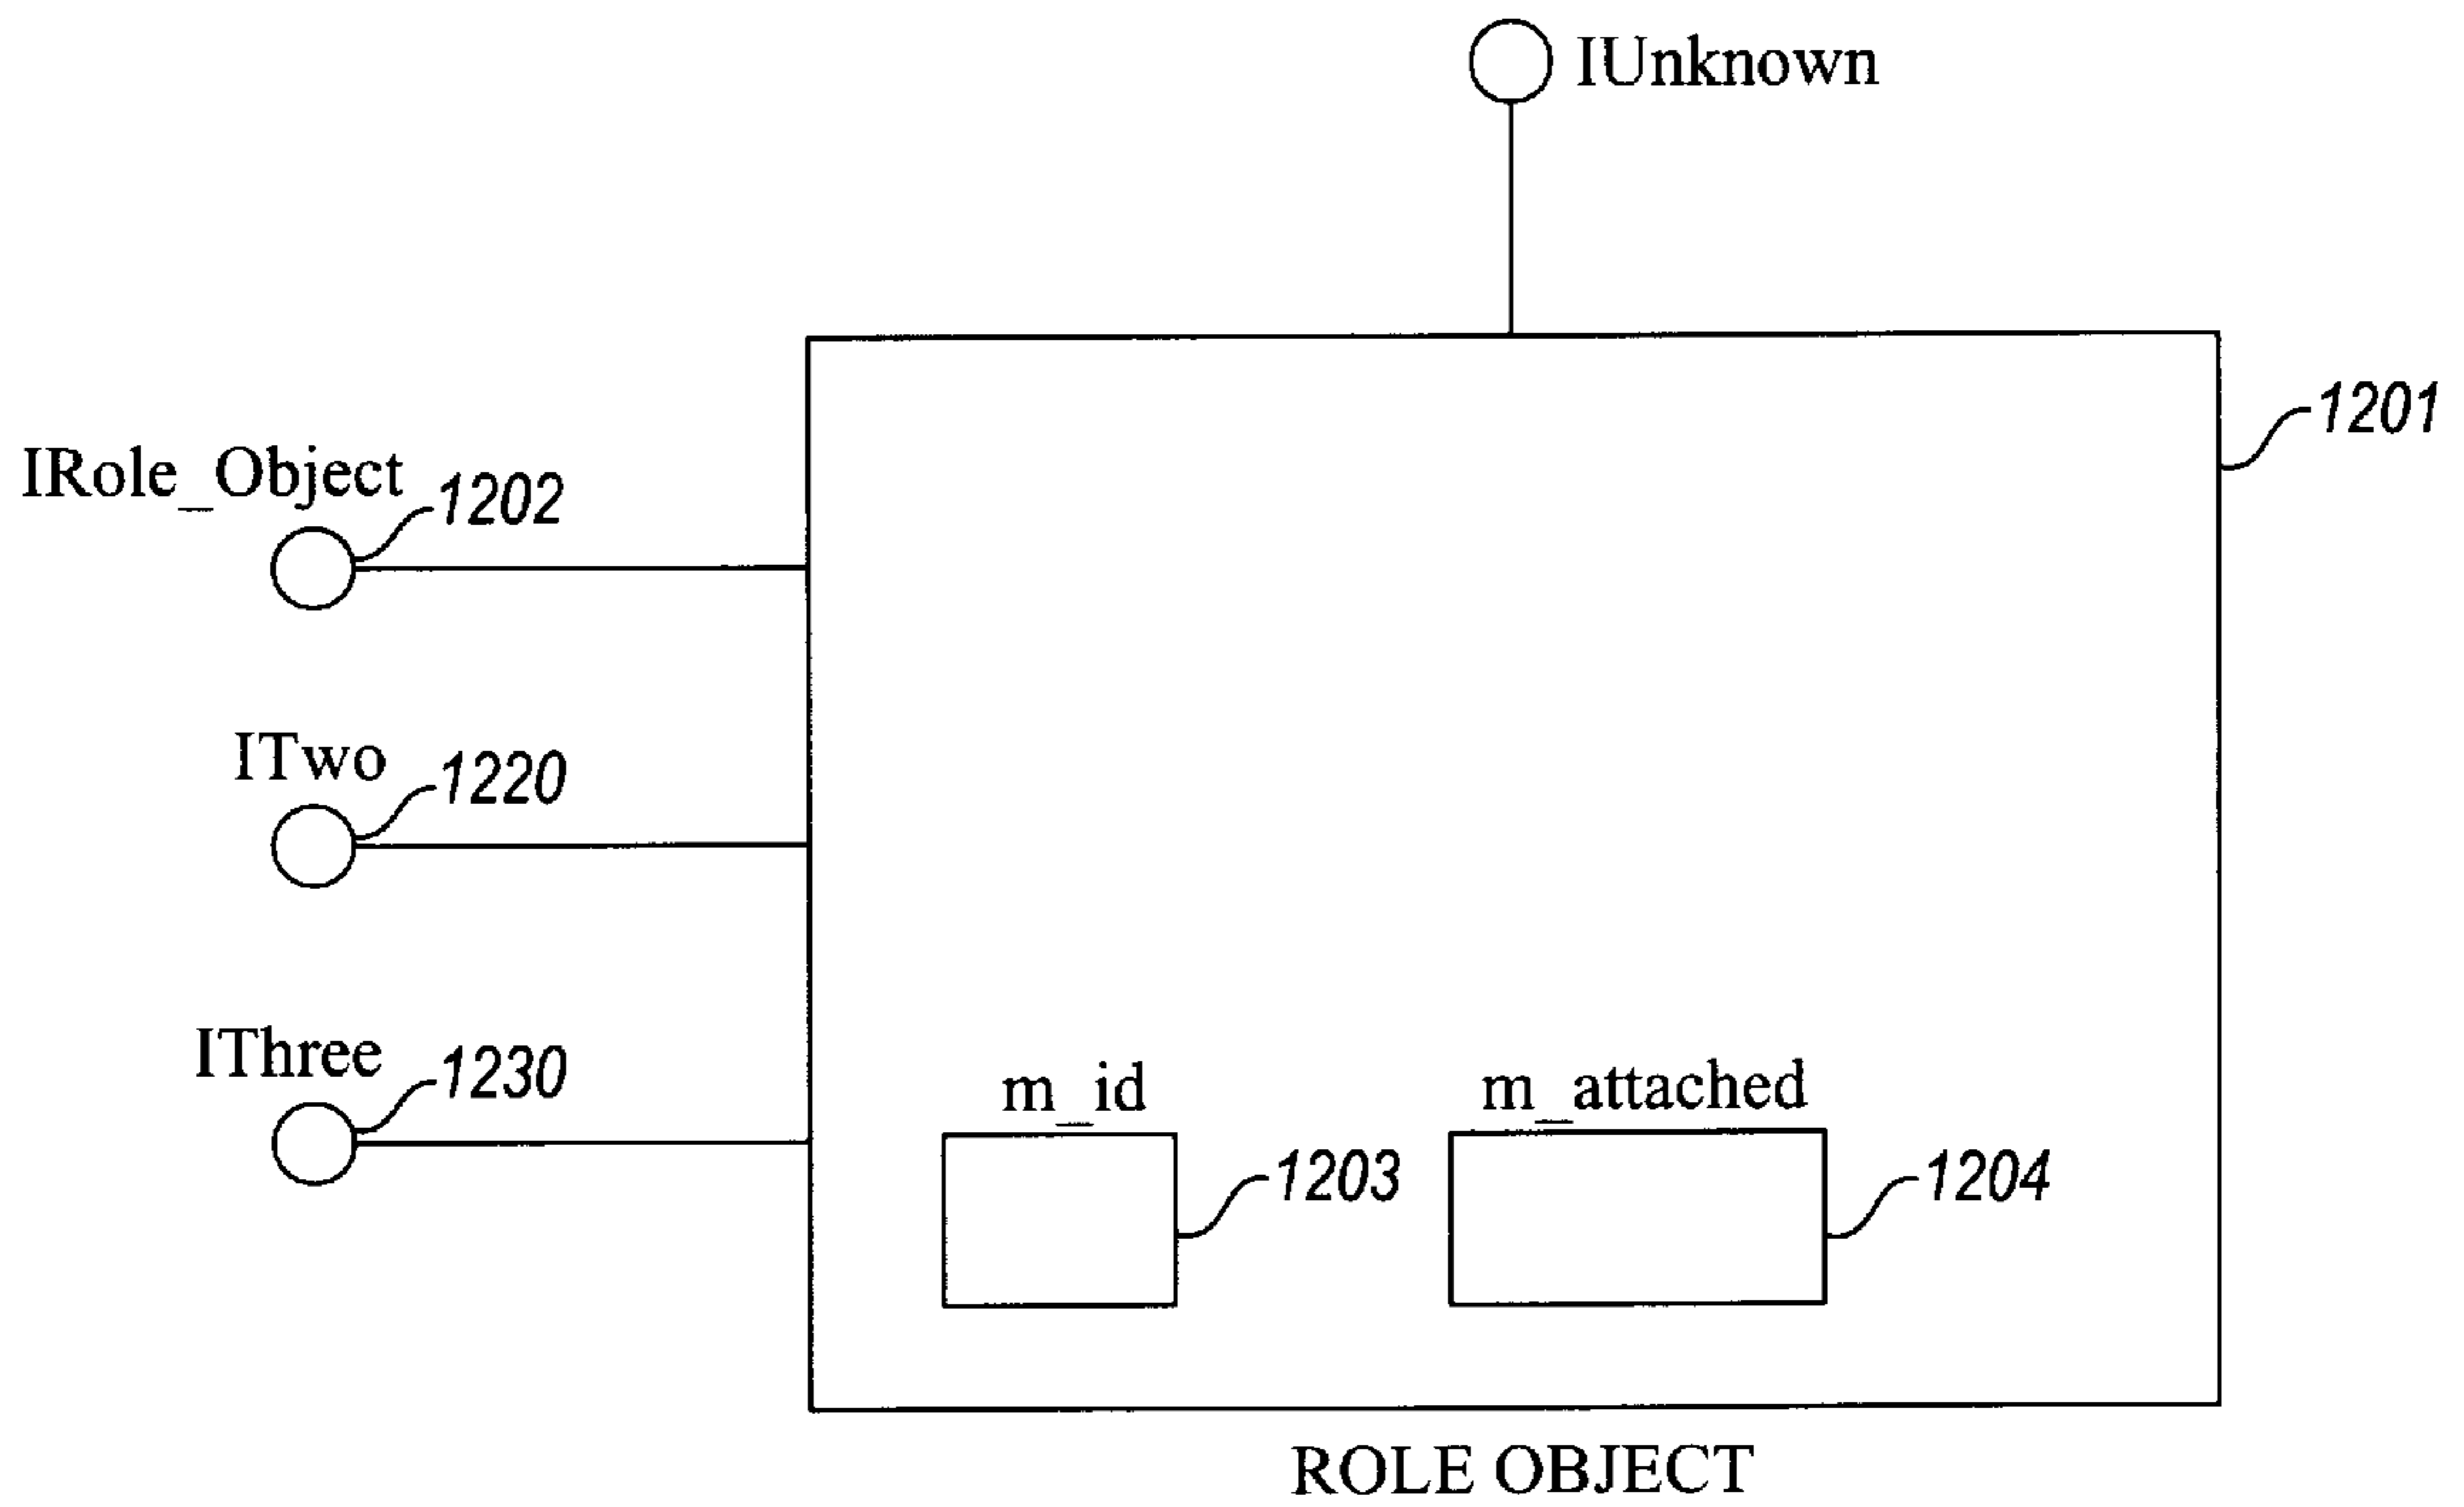 IUnknown
1201
IRole_Object
1202
ITwo
1220
IThree
1230
m_id
m_attached
1203
1204
ROLE OBJECT